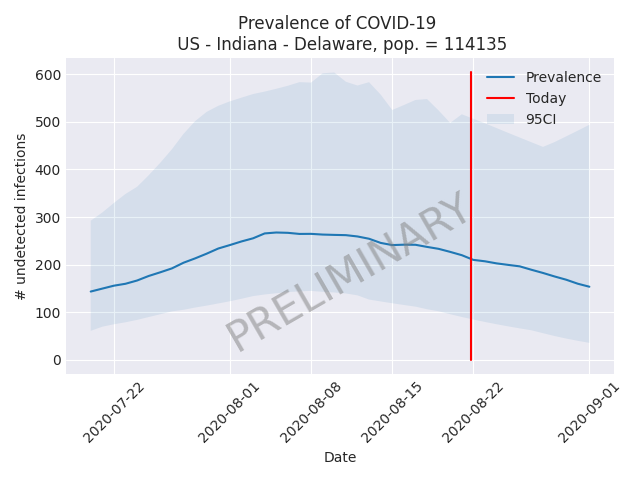 Prevalence of COVID-19
US - Indiana - Delaware, pop. = 114135
600
500
400
300
200
100
0
# undetected infections
Prevalence
Today
95CI
PRELIMINARY
2020-07-22
2020-08-01
2020-08-08
2020-08-15
2020-08-22
2020-09-01
Date